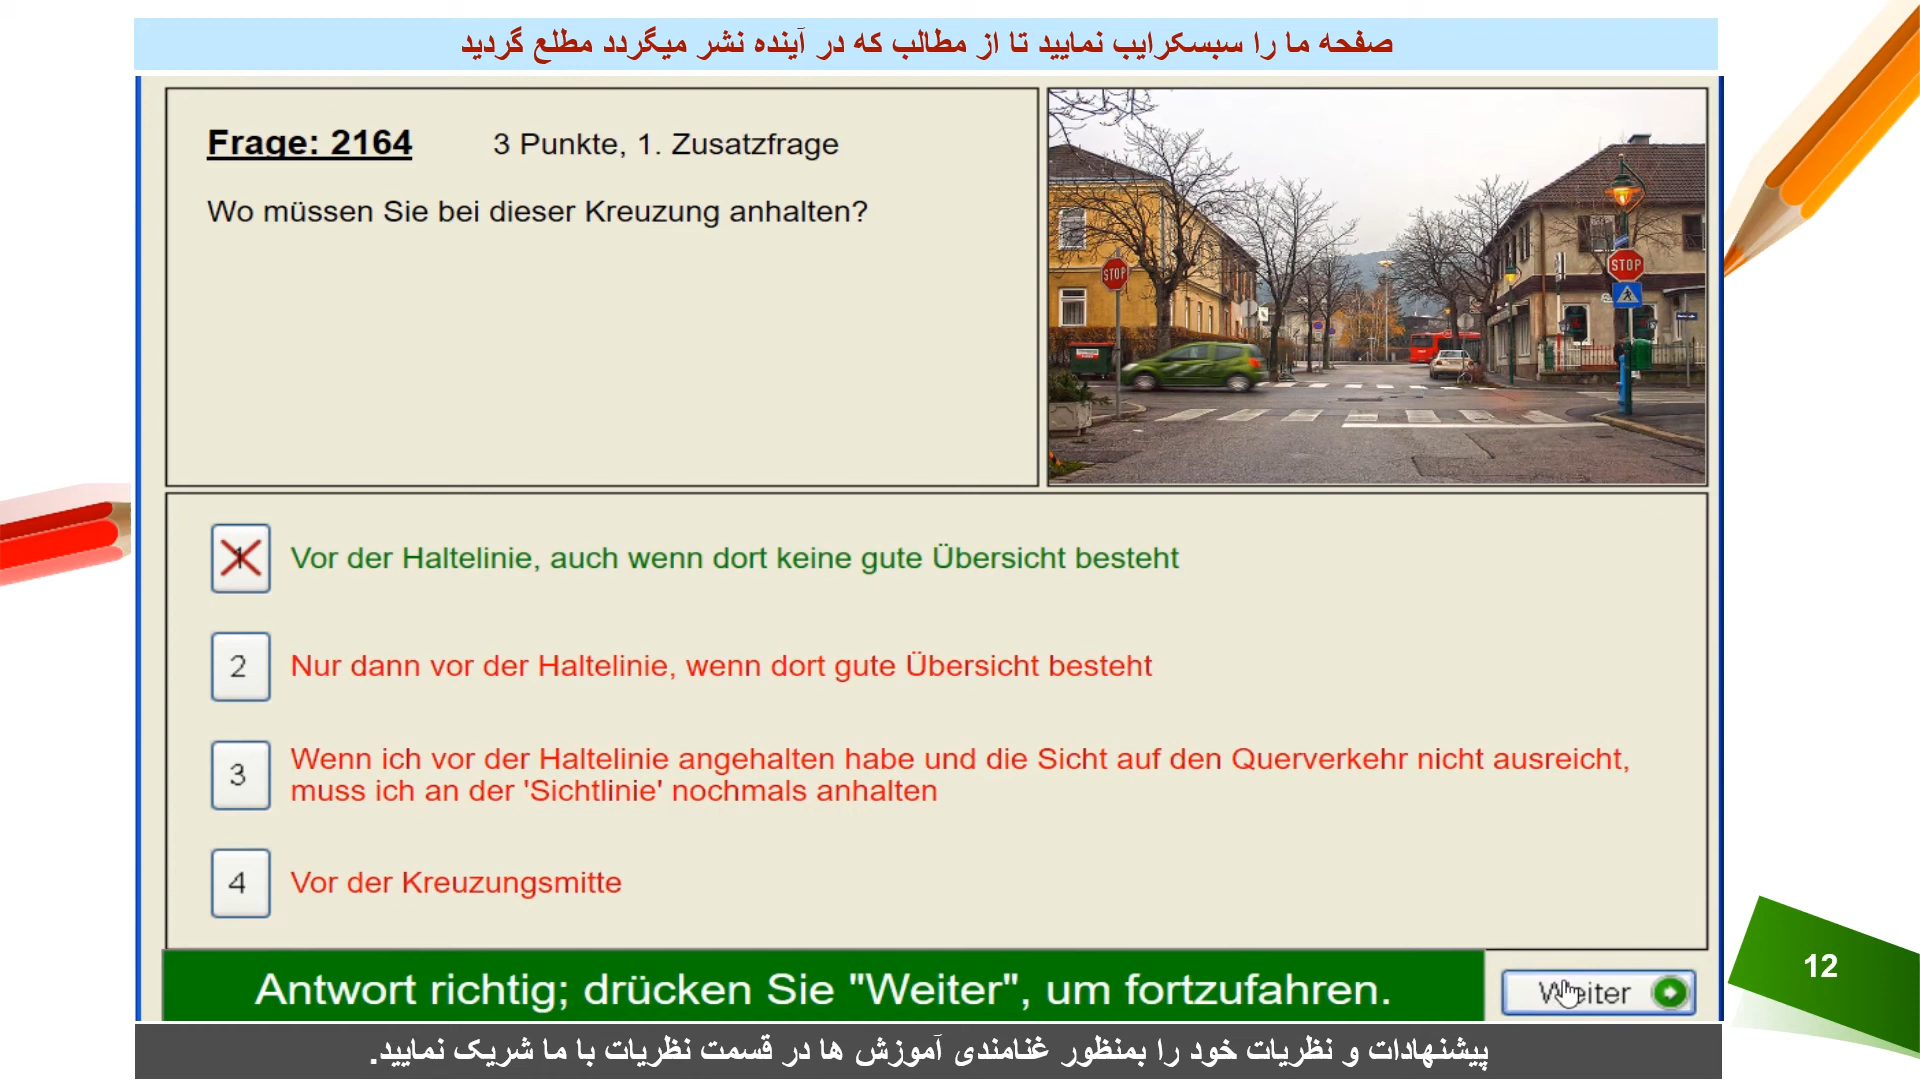 صفحه ما را سبسکرایب نمایید تا از مطالب که در آینده نشر میگردد مطلع گردید
Frage: 2164 3 Punkte, 1. Zusatzfrage
Wo müssen Sie bei dieser Kreuzung anhalten?
STOP
STOP
1 Vor der Haltelinie, auch wenn dort keine gute Übersicht besteht
2 Nur dann vor der Haltelinie, wenn dort gute Übersicht besteht
3 Wenn ich vor der Haltelinie angehalten habe und die Sicht auf den Querverkehr nicht ausreicht,
muss ich an der 'Sichtlinie' nochmals anhalten
4 Vor der Kreuzungsmitte
Antwort richtig; drücken Sie "Weiter", um fortzufahren.
Weiter
12
پیشنهادات و نظریات خود را بمنظور غنامندی آموزش ها در قسمت نظریات با ما شریک نمایید.